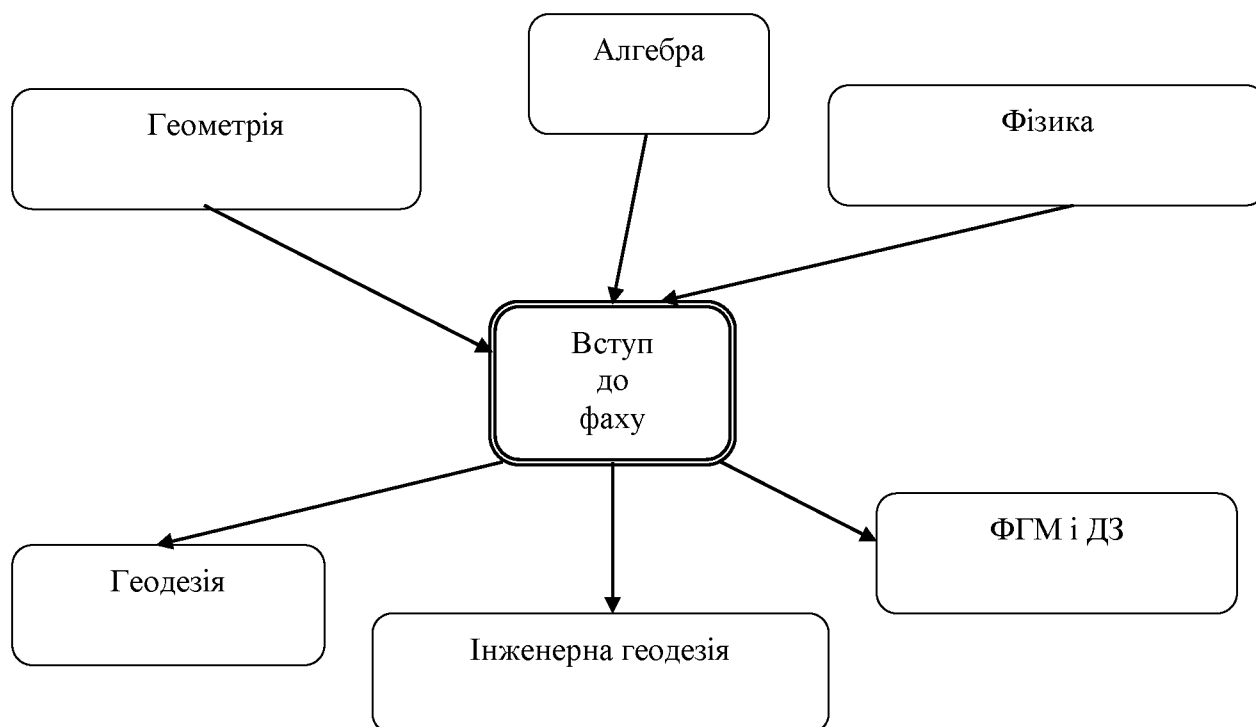 Алгебра
Геометрія
Фізика
Вступ
до
фаху
ФГМ і ДЗ
Геодезія
Інженерна геодезія